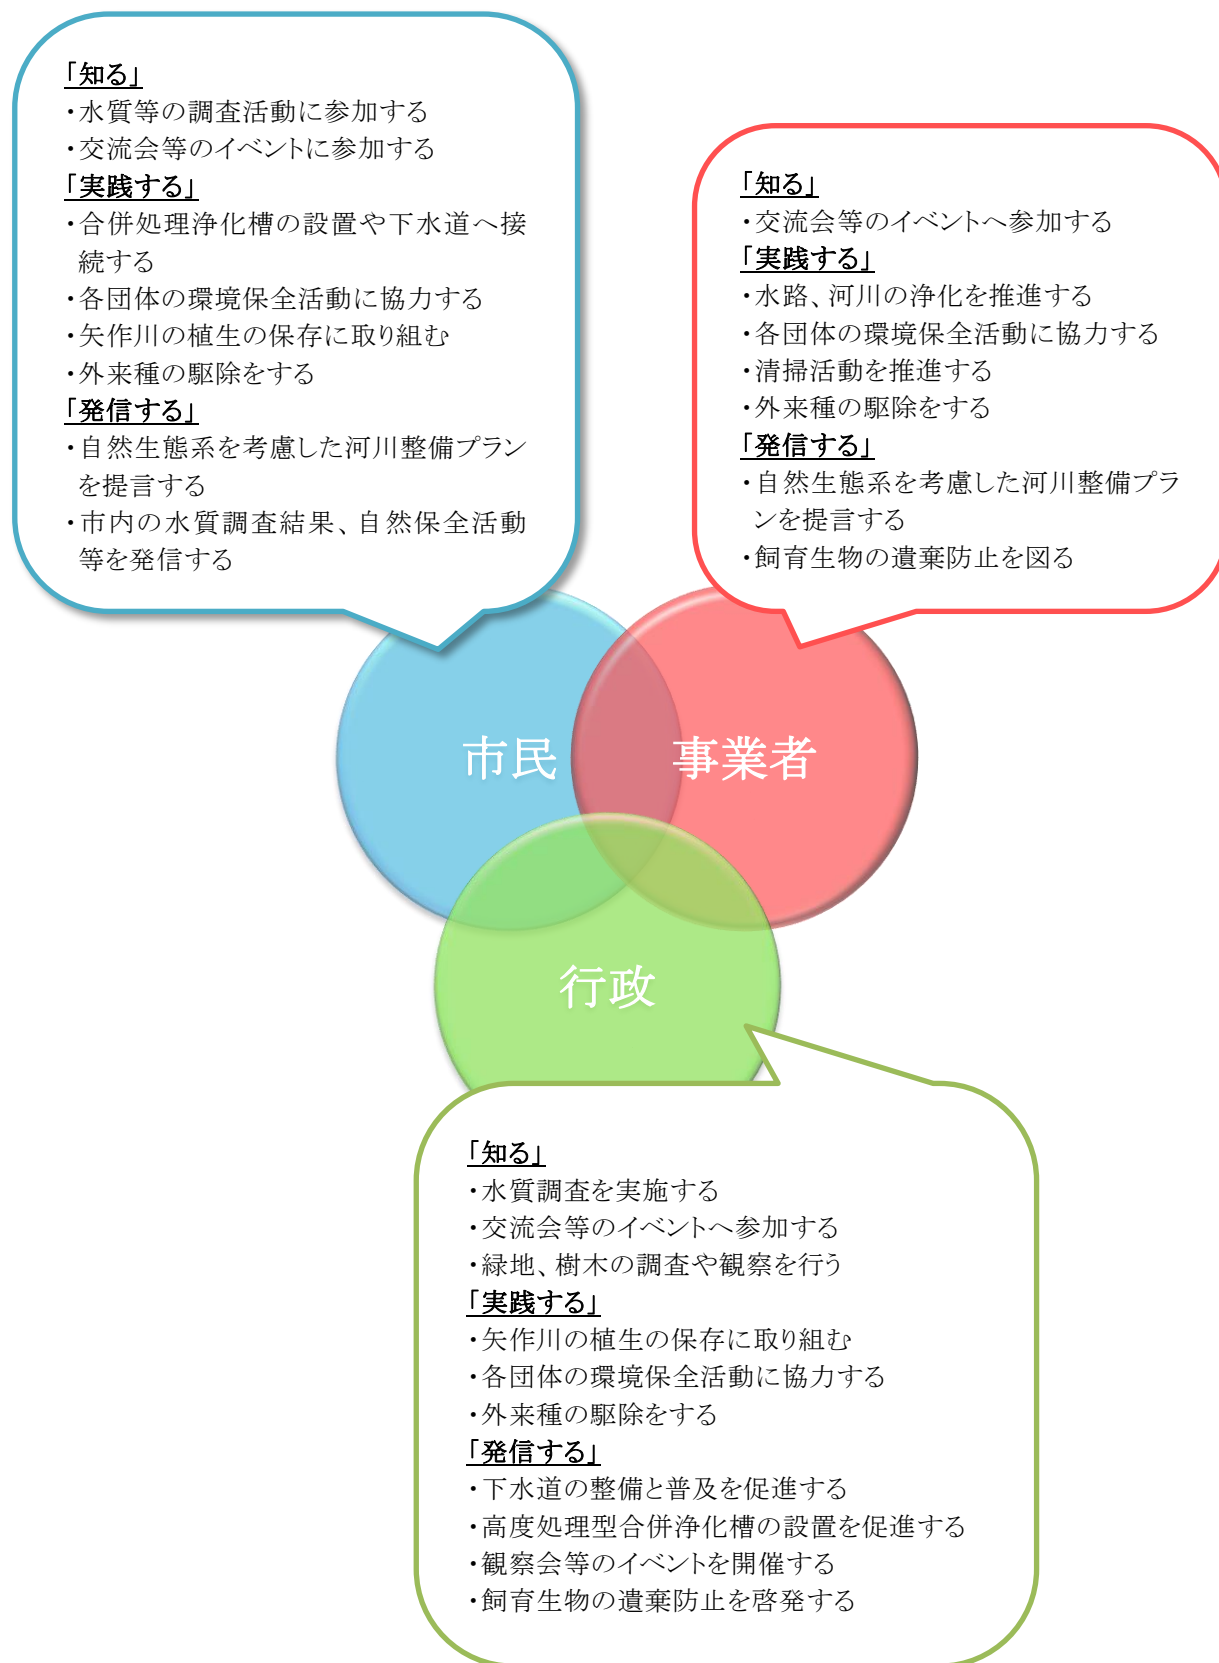 「知る」
・水質等の調査活動に参加する
・交流会等のイベントに参加する
「実践する」
・合併処理浄化槽の設置や下水道へ接
続する
・各団体の環境保全活動に協力する
・矢作川の植生の保存に取り組む
・外来種の駆除をする
「発信する」
・自然生態系を考慮した河川整備プラン
を提言する
・市内の水質調査結果、自然保全活動
等を発信する
「知る」
・交流会等のイベントへ参加する
「実践する」
・水路、河川の浄化を推進する
・各団体の環境保全活動に協力する
・清掃活動を推進する
・外来種の駆除をする
「発信する」
・自然生態系を考慮した河川整備プラ
ンを提言する
・飼育生物の遺棄防止を図る
市民
事業者
行政
「知る」
・水質調査を実施する
・交流会等のイベントへ参加する
・緑地、樹木の調査や観察を行う
「実践する」
・矢作川の植生の保存に取り組む
・各団体の環境保全活動に協力する
・外来種の駆除をする
「発信する」
・下水道の整備と普及を促進する
・高度処理型合併浄化槽の設置を促進する
・観察会等のイベントを開催する
・飼育生物の遺棄防止を啓発する